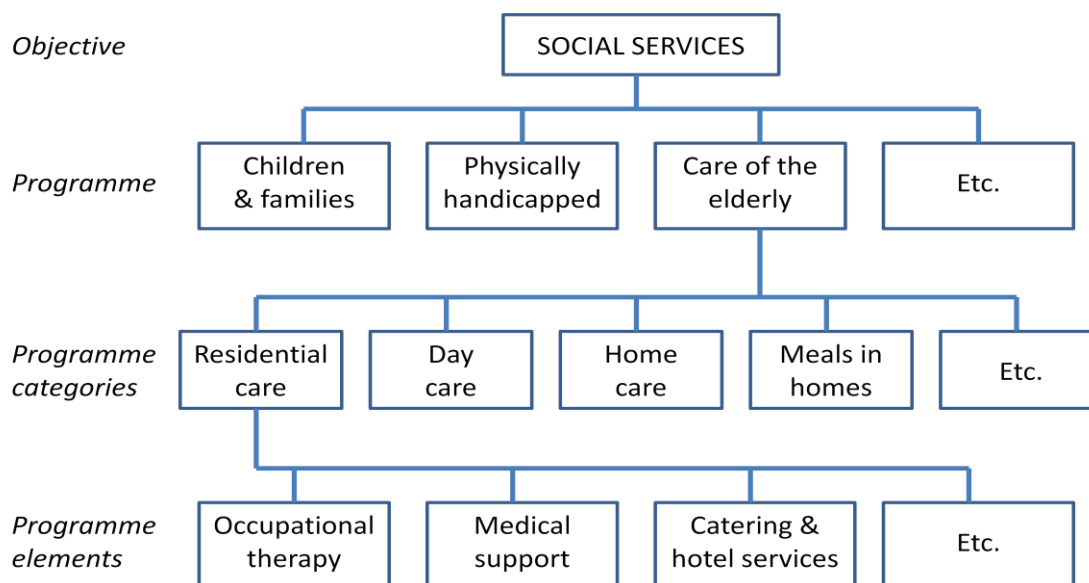 Objective
SOCIAL SERVICES
Programme
Children
& families
Physically
handicapped
Care of the
elderly
Etc.
Programme
categories
Residential
care
Day
care
Home
care
Meals in
homes
Etc.
Programme
elements
Occupational
therapy
Medical
support
Catering &
hotel services
Etc.